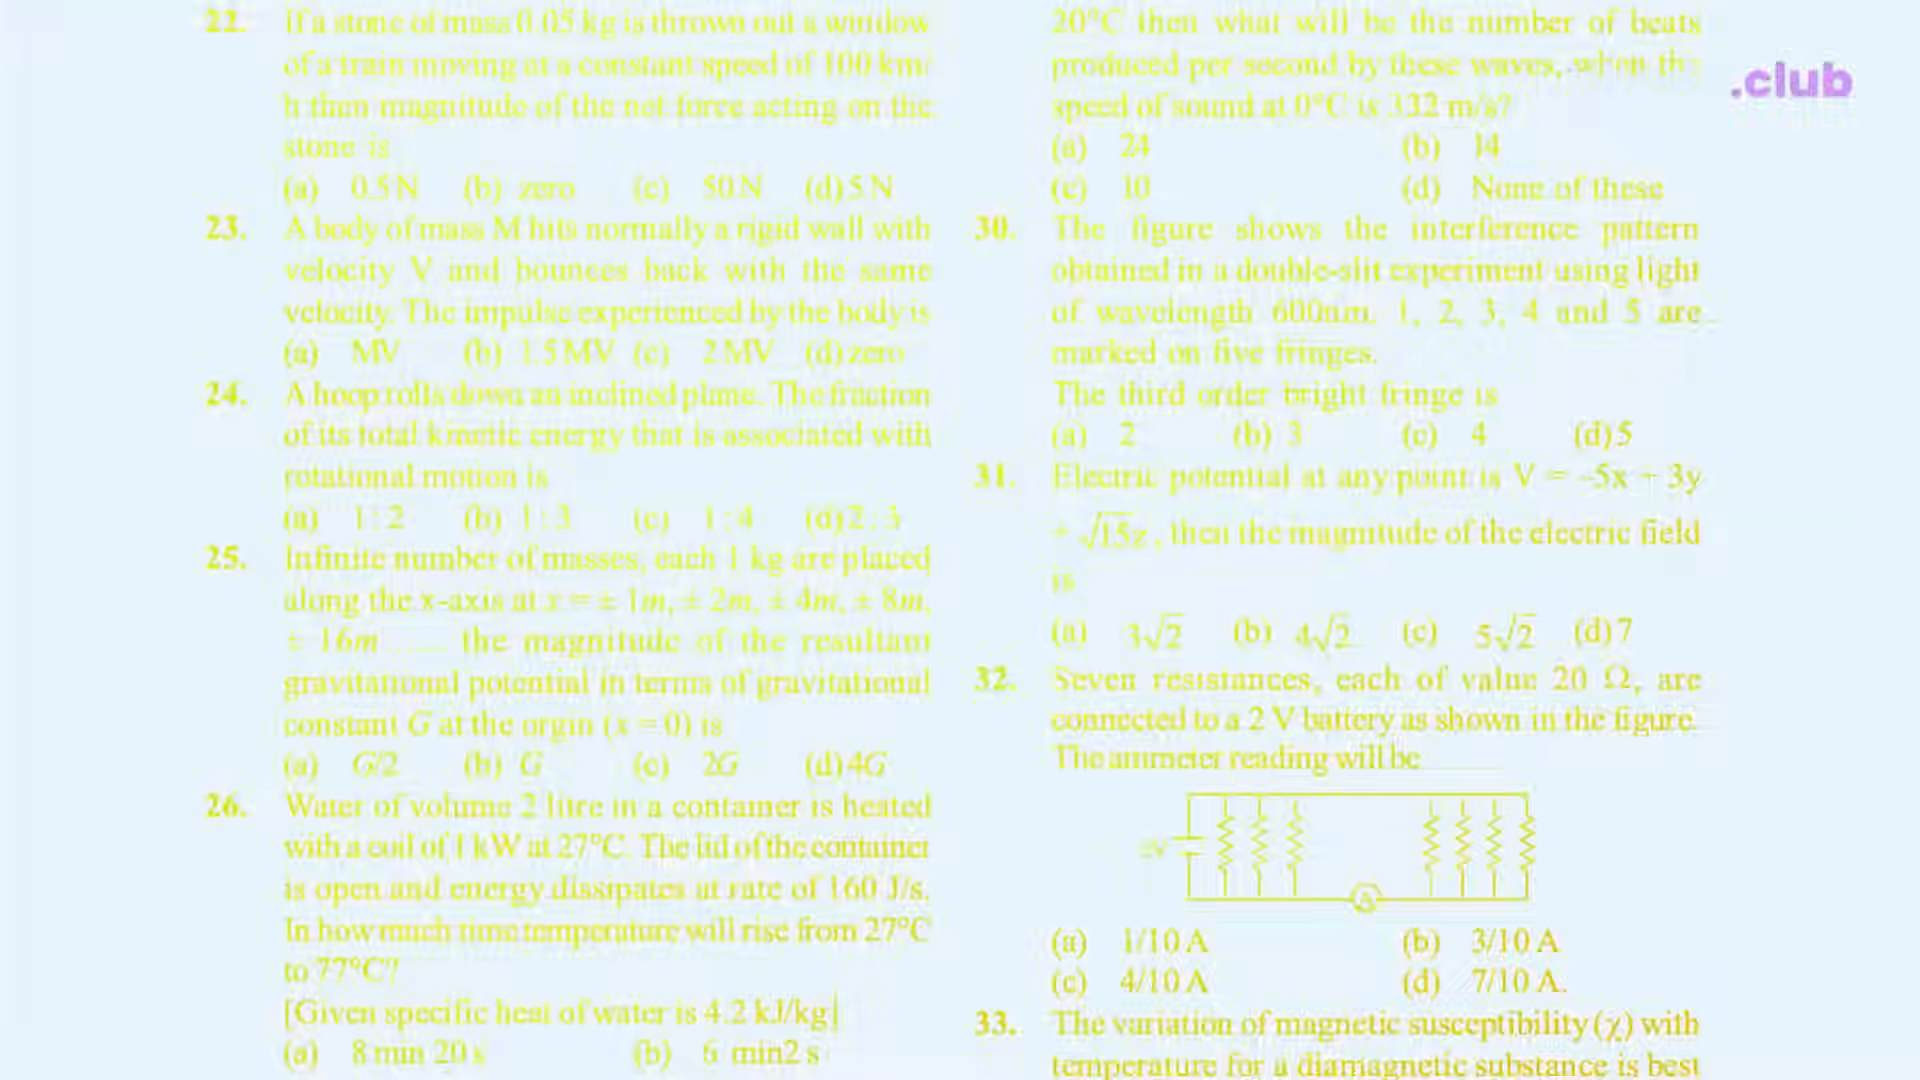 22. If a stone of mass 0.05 kg is thrown out a window
of a train moving at a constant speed of 100 km/
h then magnitude of the net force acting on the
stone is
(a) 0.5 N (b) zero (c) 50 N (d) 5 N
23. A body of mass M hits normally a rigid wall with
velocity V and bounces back with the same
velocity. The impulse experienced by the body is
(a) MV (b) 1.5 MV (c) 2 MV (d) zero
24. A hoop rolls down an inclined plane. The fraction
of its total kinetic energy that is associated with
rotational motion is
(a) 1 : 2 (b) 1 : 3 (c) 1 : 4 (d) 2 : 3
25. Infinite number of masses, each 1 kg are placed
along the x-axis at x = ± 1m, ± 2m, ± 4m, ± 8m,
± 16m ...... the magnitude of the resultant
gravitational potential in terms of gravitational
constant G at the orgin (x = 0) is
(a) G/2 (b) G (c) 2G (d) 4G
26. Water of volume 2 litre in a container is heated
with a coil of 1 kW at 27°C. The lid of the container
is open and energy dissipates at rate of 160 J/s.
In how much time temperature will rise from 27°C
to 77°C?
[Given specific heat of water is 4.2 kJ/kg]
(a) 8 min 20 s (b) 6 min 2 s
20°C then what will be the number of beats
produced per second by these waves, when the
speed of sound at 0°C is 332 m/s?
(a) 24 (b) 14
(c) 10 (d) None of these
30. The figure shows the interference pattern
obtained in a double-slit experiment using light
of wavelength 600nm. 1, 2, 3, 4 and 5 are
marked on five fringes.
The third order bright fringe is
(a) 2 (b) 3 (c) 4 (d) 5
31. Electric potential at any point is V = –5x + 3y
+ √15z, then the magnitude of the electric field
is
(a) 3√2 (b) 4√2 (c) 5√2 (d) 7
32. Seven resistances, each of value 20 Ω, are
connected to a 2 V battery as shown in the figure.
The ammeter reading will be
2V
A
(a) 1/10 A (b) 3/10 A
(c) 4/10 A (d) 7/10 A.
33. The variation of magnetic susceptibility (χ) with
temperature for a diamagnetic substance is best
.club